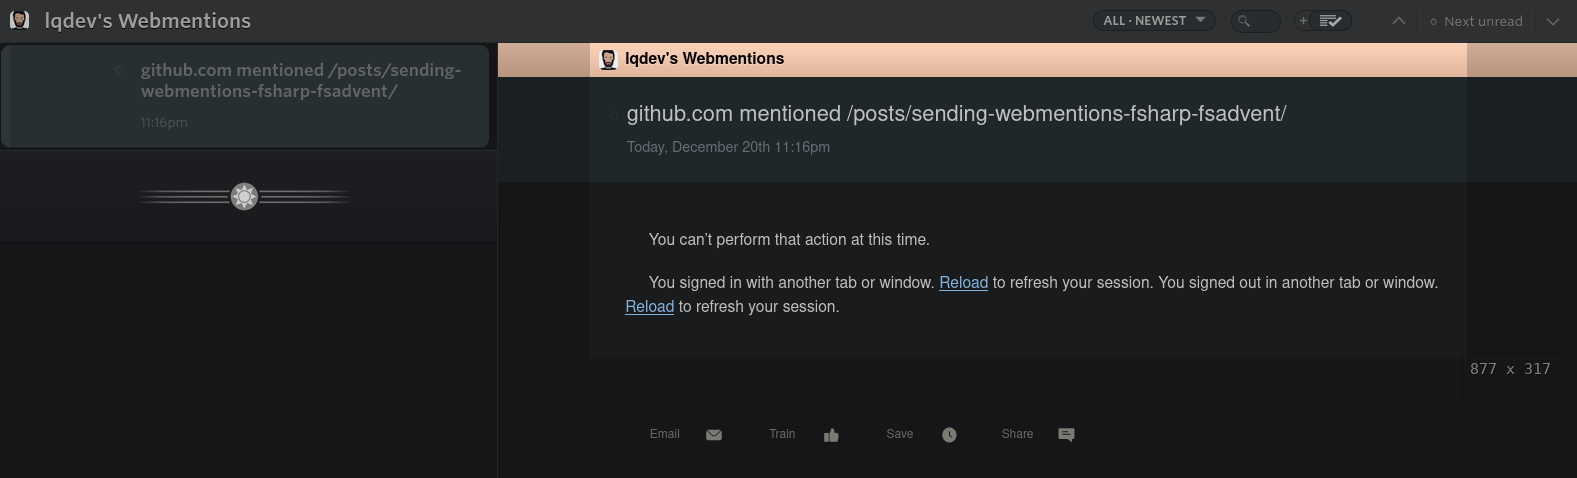 lqdev's Webmentions
ALL · NEWEST
Next unread
github.com mentioned /posts/sending-
webmentions-fsharp-fsadvent/
11:16pm
lqdev's Webmentions
github.com mentioned /posts/sending-webmentions-fsharp-fsadvent/
Today, December 20th 11:16pm
You can’t perform that action at this time.
You signed in with another tab or window. Reload to refresh your session. You signed out in another tab or window.
Reload to refresh your session.
877 x 317
Email
Train
Save
Share